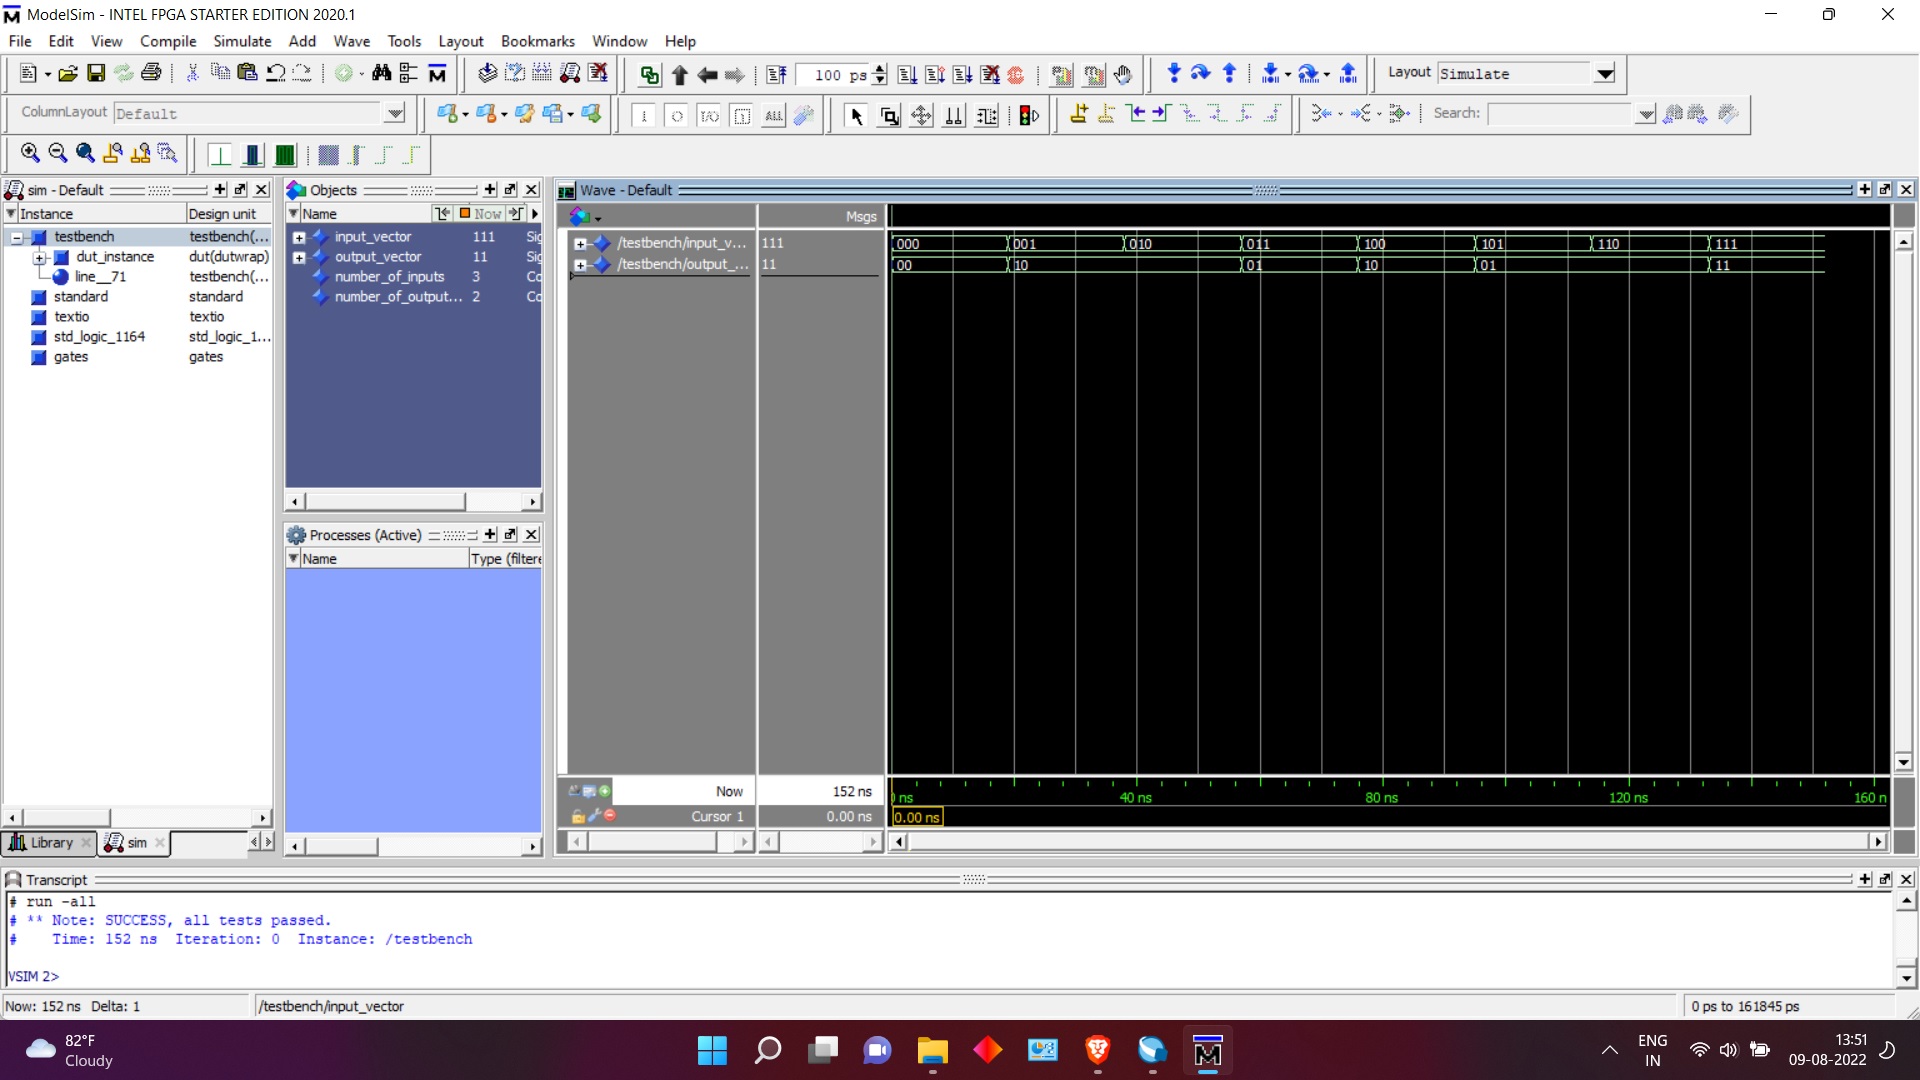 ModelSim - INTEL FPGA STARTER EDITION 2020.1
File Edit View Compile Simulate Add Wave Tools Layout Bookmarks Window Help
100 ps
Layout Simulate
ColumnLayout Default
ALL
Search:
sim - Default
Instance Design unit
testbench testbench(...
dut_instance dut(dutwrap)
line__71 testbench(...
standard standard
textio textio
std_logic_1164 std_logic_1...
gates gates
Library sim
Objects
Name Now
input_vector 111 Sig
output_vector 11 Sig
number_of_inputs 3 Co
number_of_output... 2 Co
Processes (Active)
Name Type (filtere
Wave - Default
Msgs
/testbench/input_v... 111 000 001 010 011 100 101 110 111
/testbench/output_... 11 00 10 01 10 01 11
Now 152 ns ns 40 ns 80 ns 120 ns 160 n
Cursor 1 0.00 ns 0.00 ns
Transcript
# run -all
# ** Note: SUCCESS, all tests passed.
# Time: 152 ns Iteration: 0 Instance: /testbench
VSIM 2>
Now: 152 ns Delta: 1 /testbench/input_vector 0 ps to 161845 ps
82°F
Cloudy
ENG
IN
13:51
09-08-2022